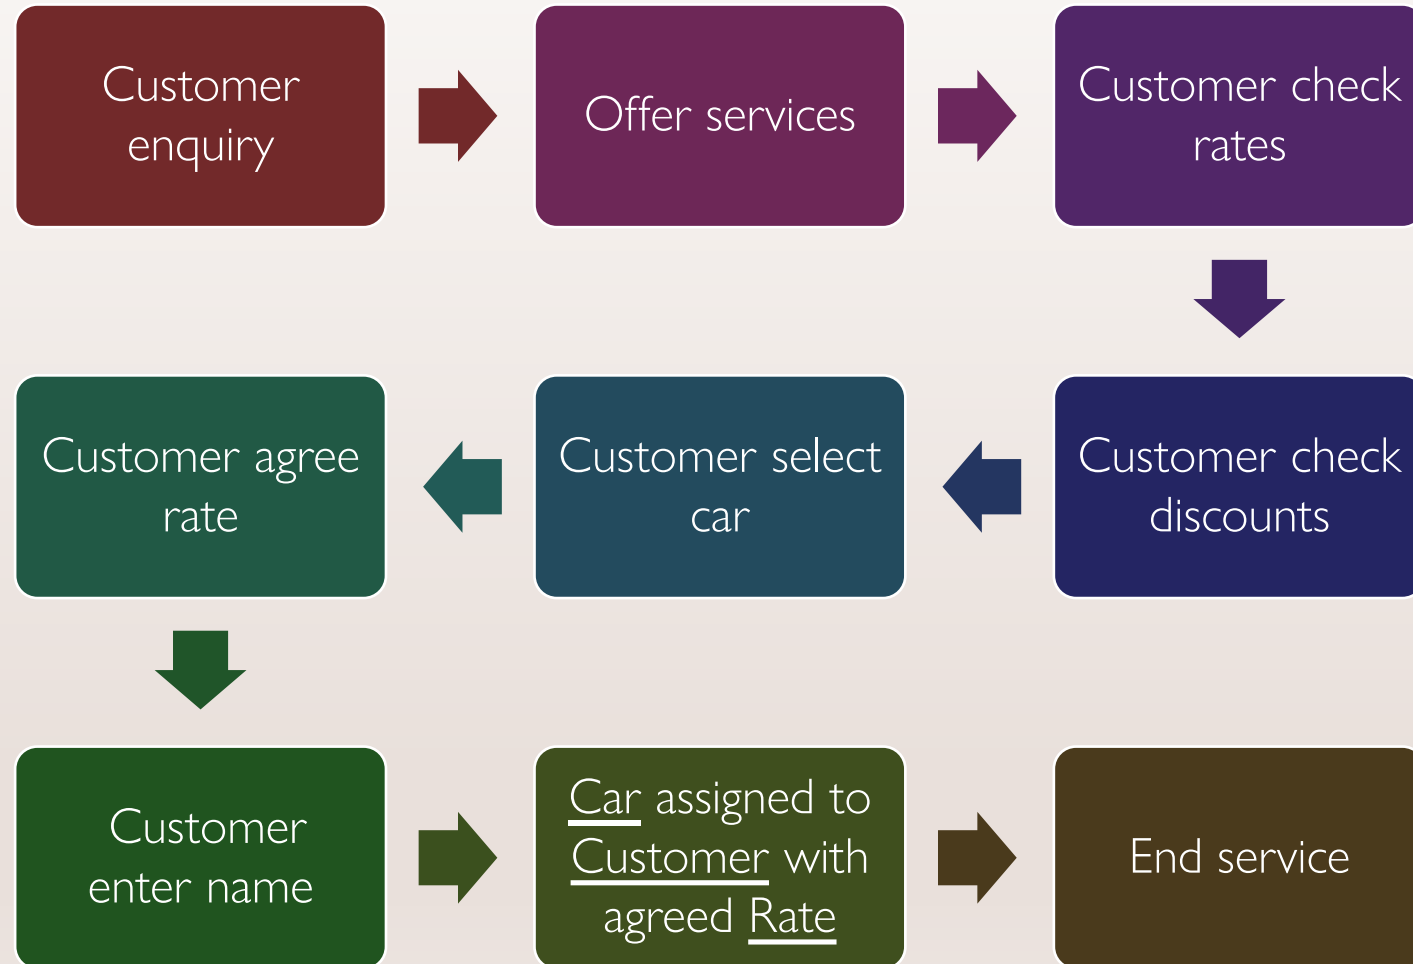 Customer
enquiry
Offer services
Customer check
rates
Customer check
discounts
Customer select
car
Customer agree
rate
Customer
enter name
Car assigned to
Customer with
agreed Rate
End service